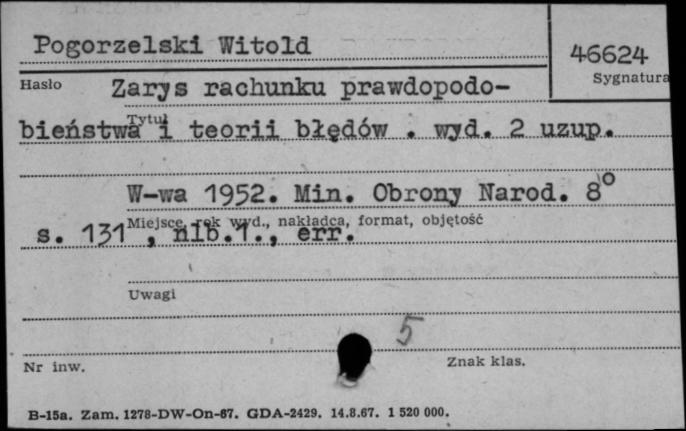 Pogorzelski Witold
46624
Hasło
Sygnatura
Zarys rachunku prawdopodo-
Tytuł
bieństwa i teorii błędów . wyd. 2 uzup.
W-wa 1952. Min. Obrony Narod. 8°
Miejsce, rok wyd., nakładca, format, objętość
s. 131 , nlb.1., err.
Uwagi
5
Nr inw.
Znak klas.
B-15a. Zam. 1278-DW-On-67. GDA-2429. 14.8.67. 1 520 000.